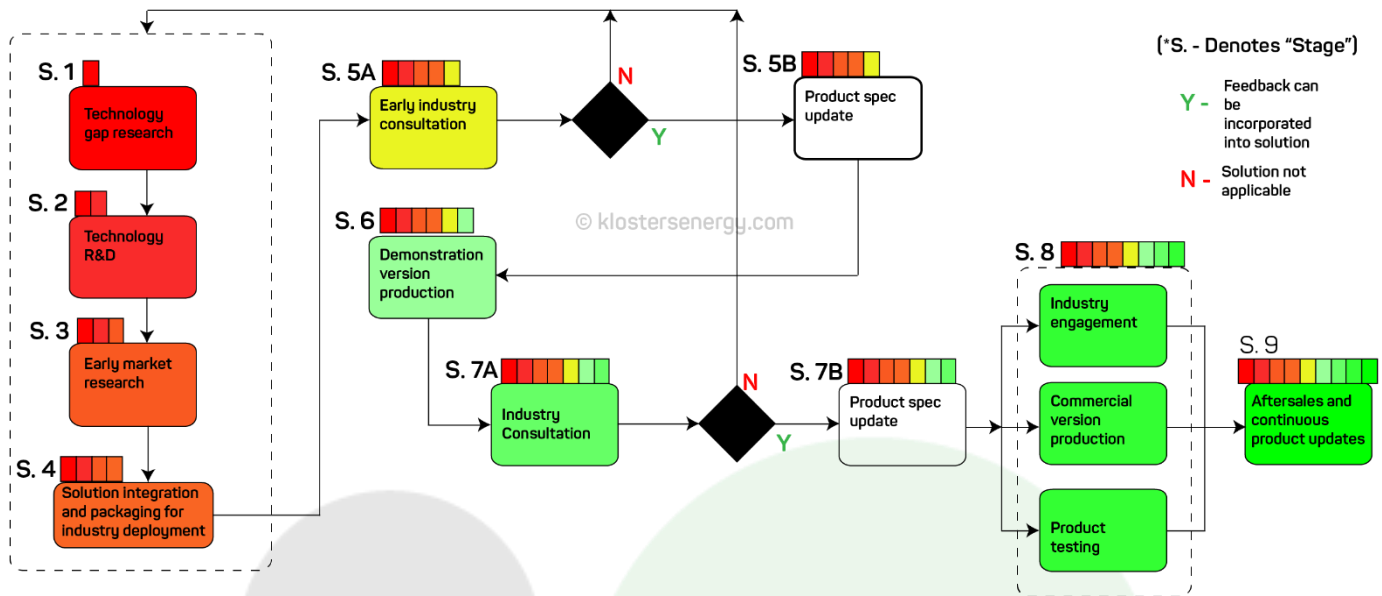 (*S. - Denotes “Stage”)
Y -
Feedback can
be
incorporated
into solution
N -
Solution not
applicable
S. 1
Technology
gap research
S. 2
Technology
R&D
S. 3
Early market
research
S. 4
Solution integration
and packaging for
industry deployment
S. 5A
Early industry
consultation
N
Y
S. 5B
Product spec
update
© klostersenergy.com
S. 6
Demonstration
version
production
S. 7A
Industry
Consultation
N
Y
S. 7B
Product spec
update
S. 8
Industry
engagement
Commercial
version
production
Product
testing
S. 9
Aftersales and
continuous
product updates